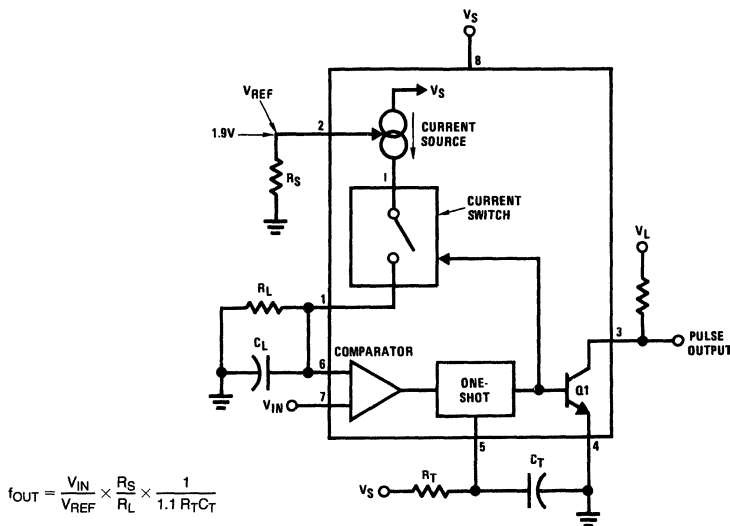 VS
8
VREF
1.9V
2
VS
CURRENT
SOURCE
RS
I
CURRENT
SWITCH
VL
RL
1
CL
6
COMPARATOR
3
PULSE
OUTPUT
ONE-
SHOT
Q1
VIN
7
5
4
VS
RT
CT
fOUT = VIN/VREF × RS/RL × 1/1.1 RTCT